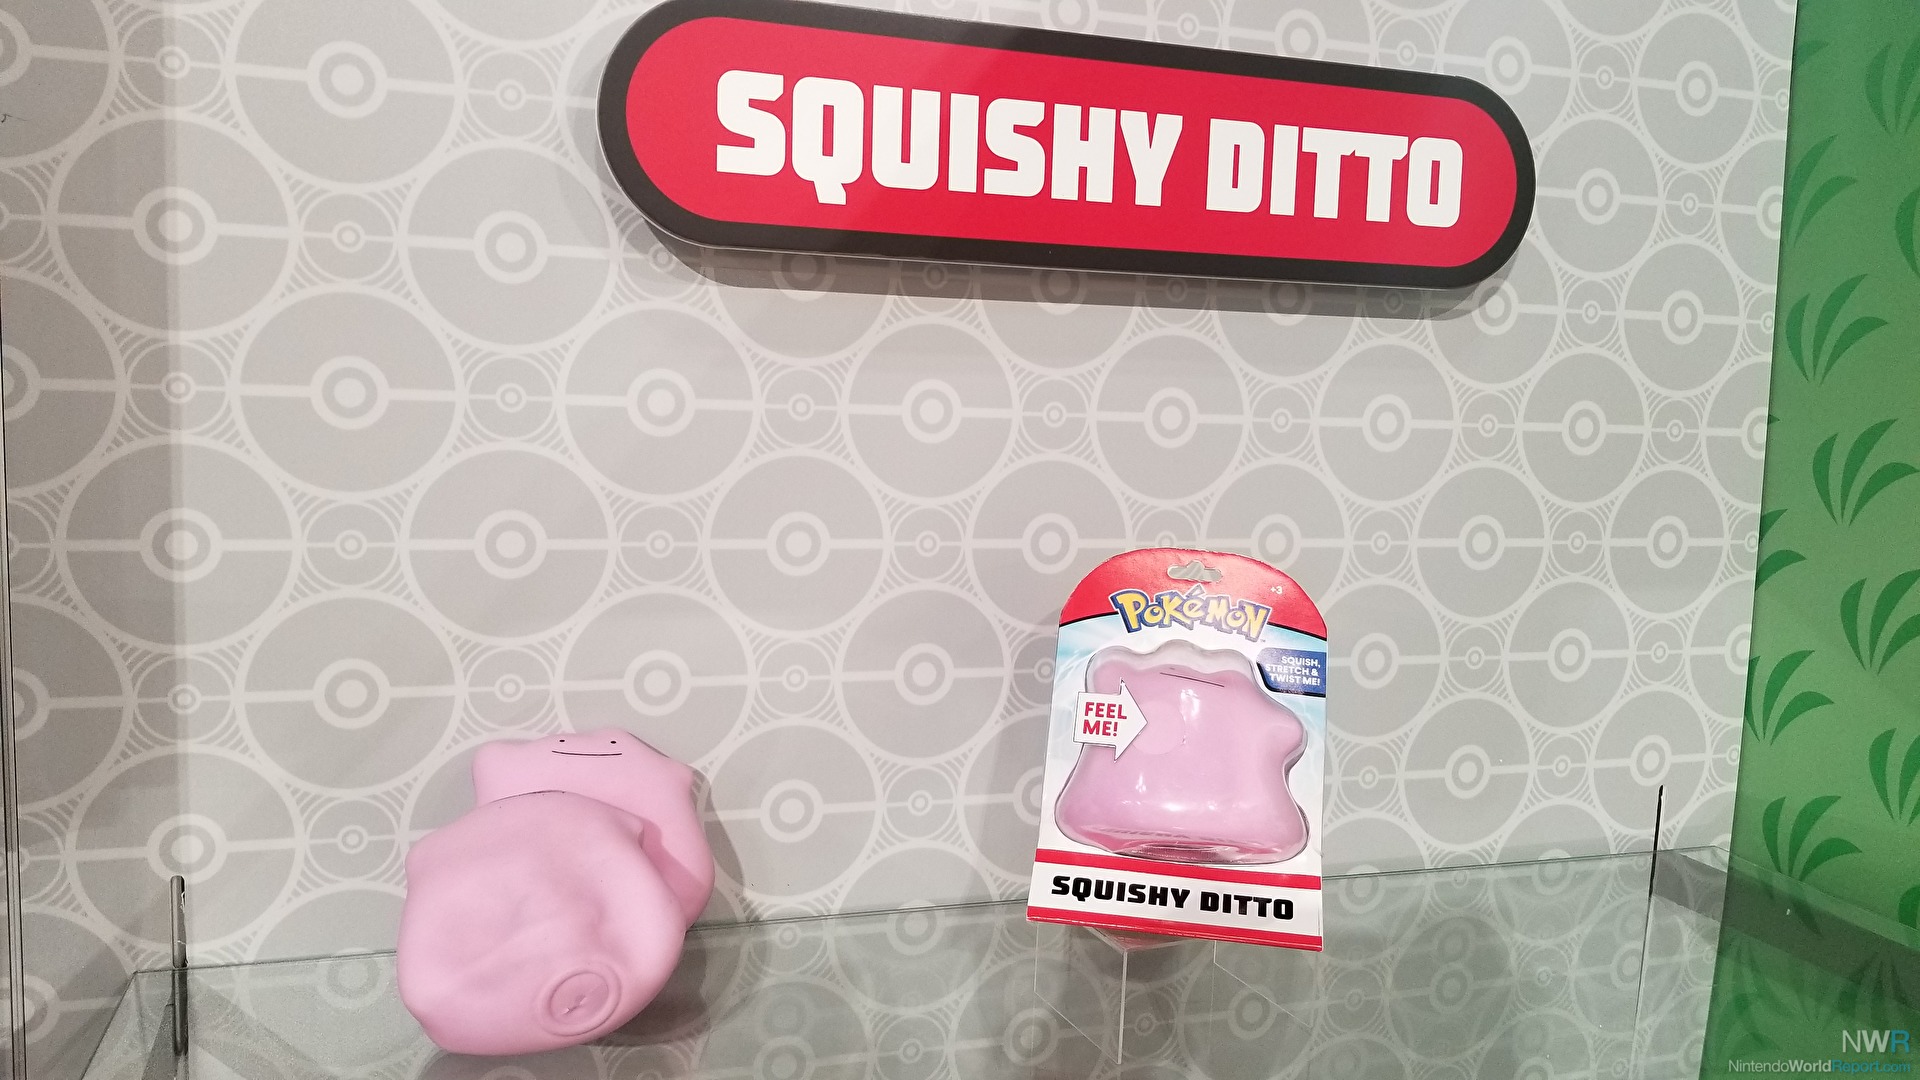 SQUISHY DITTO
+3
POKéMON
SQUISH,
STRETCH &
TWIST ME!
FEEL
ME!
SQUISHY DITTO
NWR
NintendoWorldReport.com